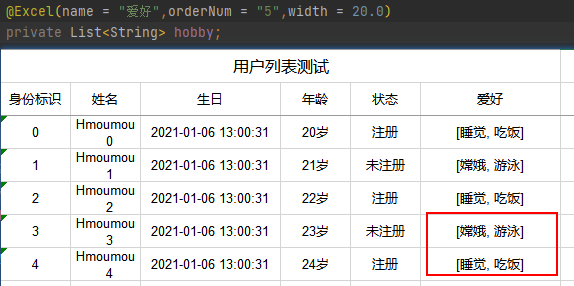 @Excel(name = "爱好",orderNum = "5",width = 20.0)
private List<String> hobby;
用户列表测试
身份标识 姓名 生日 年龄 状态 爱好
0 Hmoumou0 2021-01-06 13:00:31 20岁 注册 [睡觉, 吃饭]
1 Hmoumou1 2021-01-06 13:00:31 21岁 未注册 [嫦娥, 游泳]
2 Hmoumou2 2021-01-06 13:00:31 22岁 注册 [睡觉, 吃饭]
3 Hmoumou3 2021-01-06 13:00:31 23岁 未注册 [嫦娥, 游泳]
4 Hmoumou4 2021-01-06 13:00:31 24岁 注册 [睡觉, 吃饭]